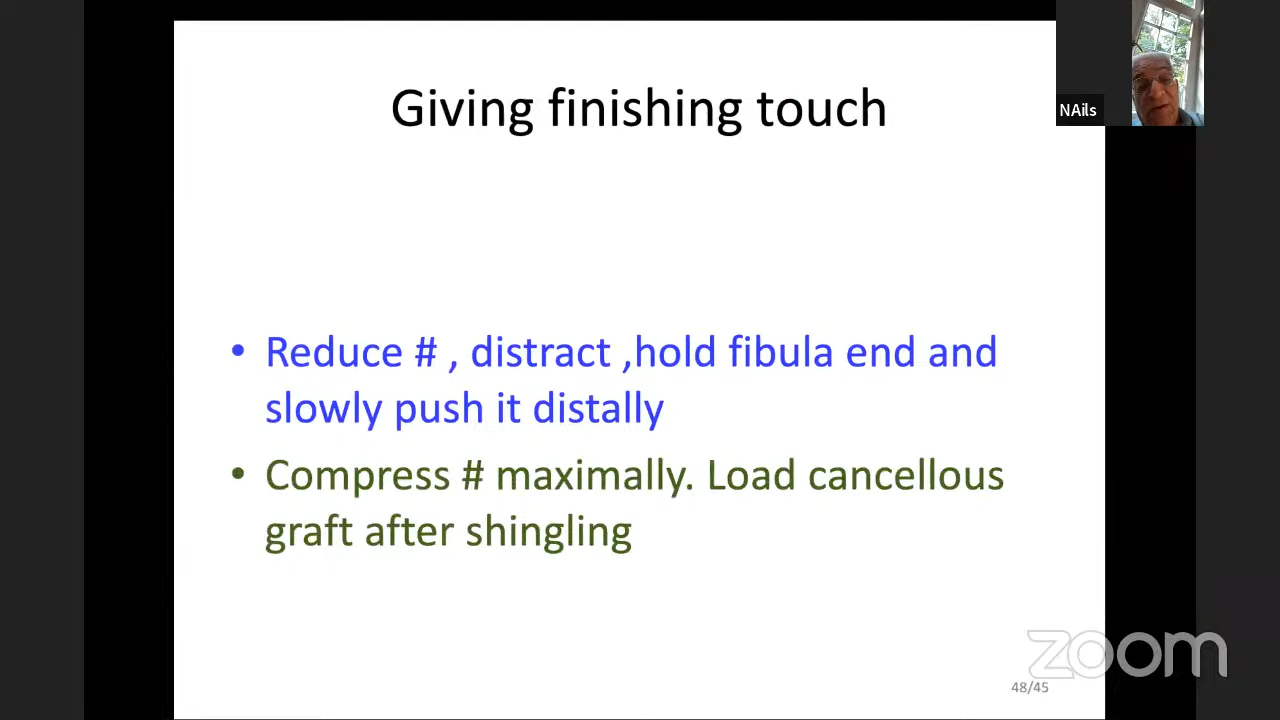 Giving finishing touch
NAils
• Reduce # , distract ,hold fibula end and
slowly push it distally
• Compress # maximally. Load cancellous
graft after shingling
zoom
48/45